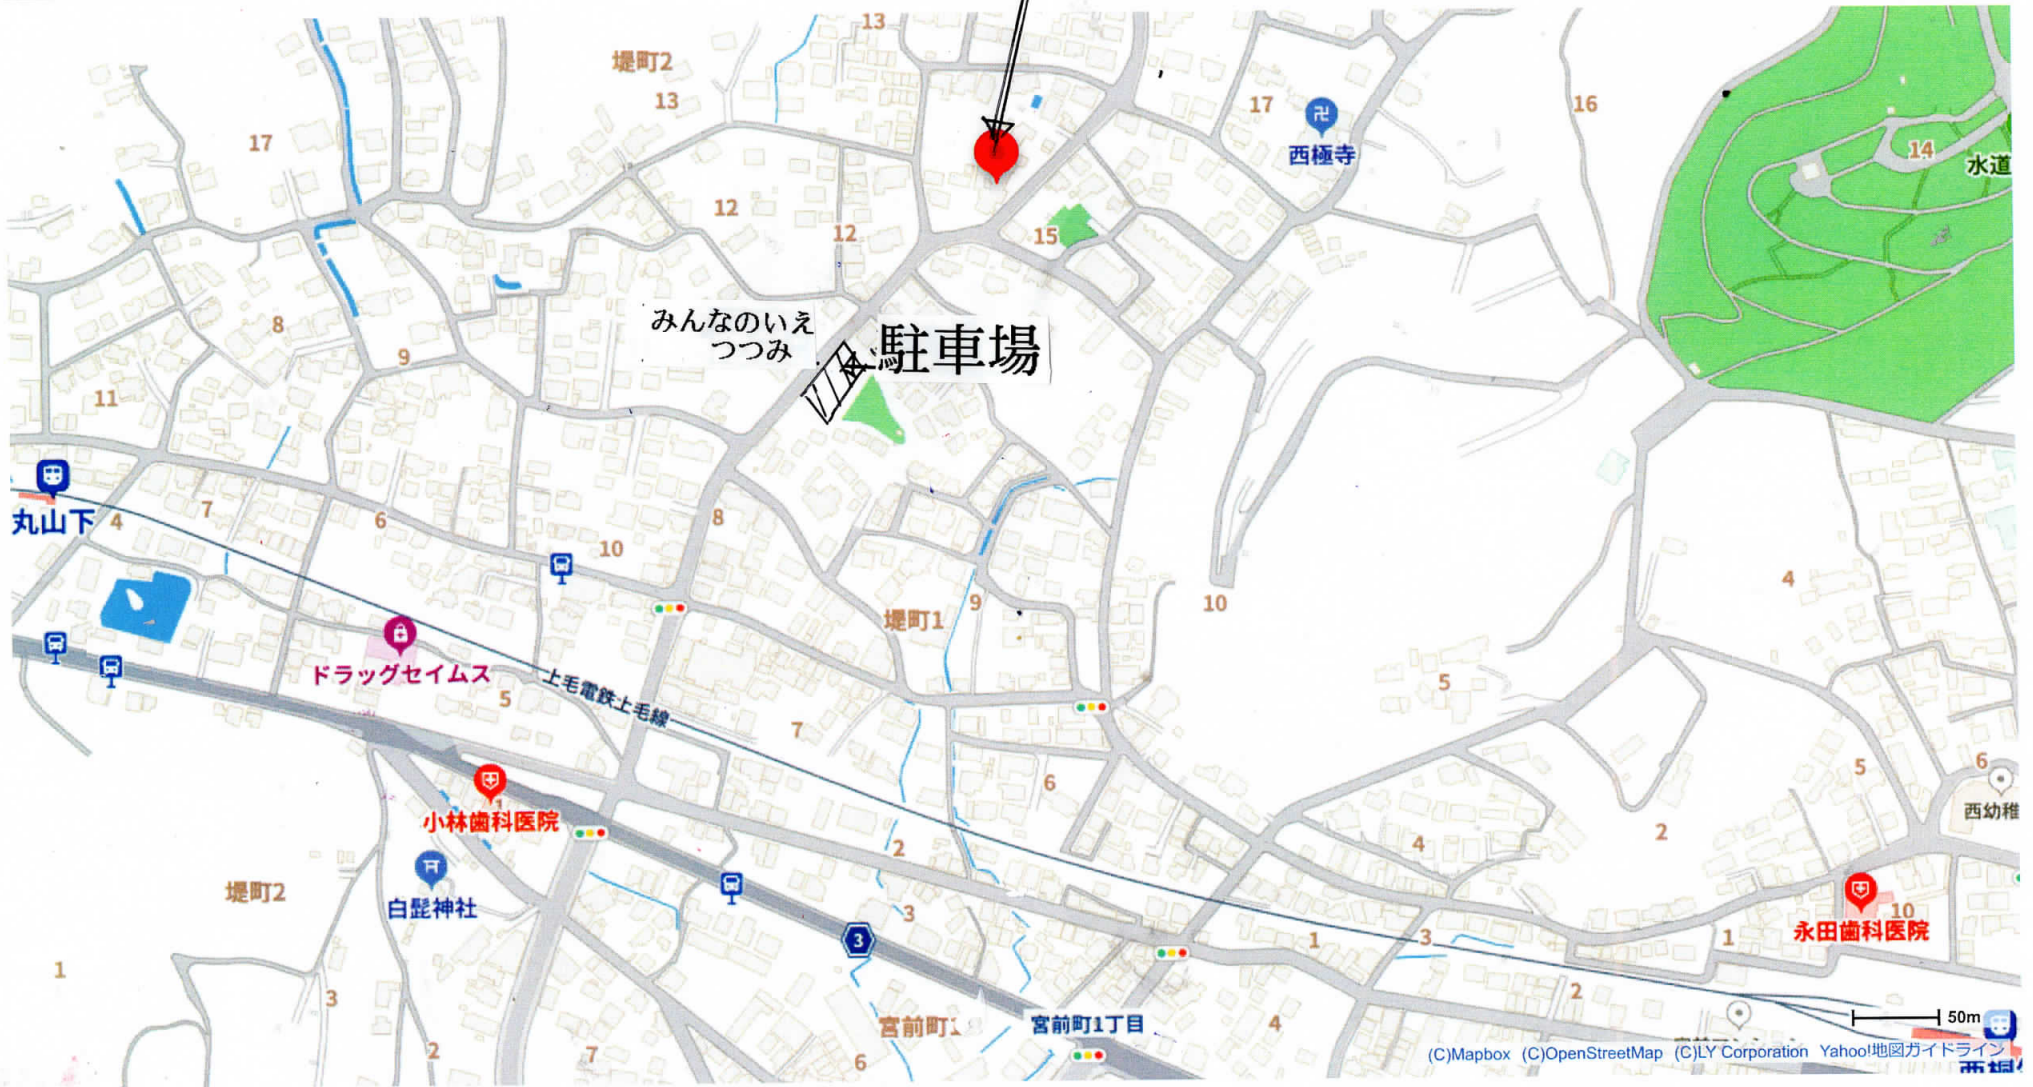 13
堤町2
13
17
17
西極寺
16
14
水道
12
12
15
8
9
11
みんなのいえ
つつみ
駐車場
丸山下
4
7
6
10
8
堤町1
9
10
4
ドラッグセイムス
5
上毛電鉄上毛線
7
5
6
5
6
西幼稚
小林歯科医院
白髭神社
堤町2
2
3
4
2
10
永田歯科医院
1
3
1
3
1
3
2
7
宮前町1
6
宮前町1丁目
4
2
50m
(C)Mapbox (C)OpenStreetMap (C)LY Corporation Yahoo!地図ガイドライン